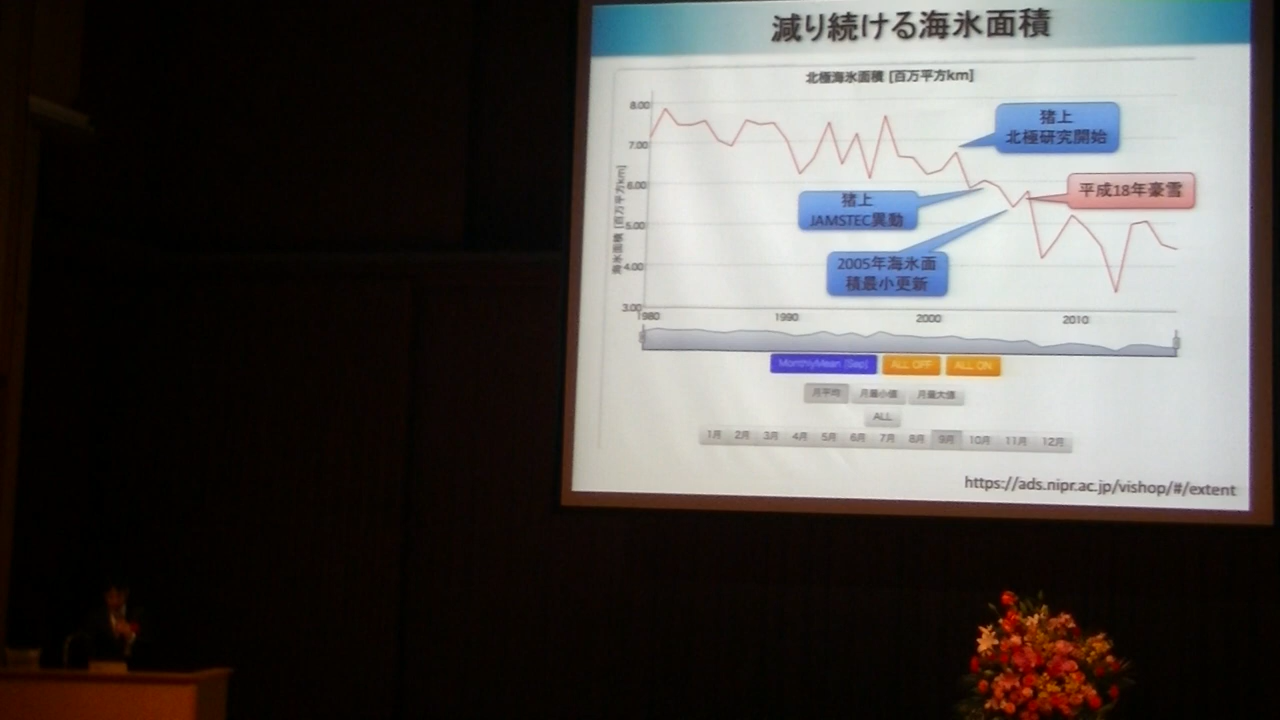 減り続ける海氷面積
北極海氷面積 [百万平方km]
海氷面積 [百万平方km]
8.00
7.00
6.00
5.00
4.00
3.00
猪上
北極研究開始
平成18年豪雪
猪上
JAMSTEC異動
2005年海氷面
積最小更新
1980 1990 2000 2010
MonthlyMean [Sep] ALL OFF ALL ON
月平均 月最小値 月最大値
ALL
1月 2月 3月 4月 5月 6月 7月 8月 9月 10月 11月 12月
https://ads.nipr.ac.jp/vishop/#/extent